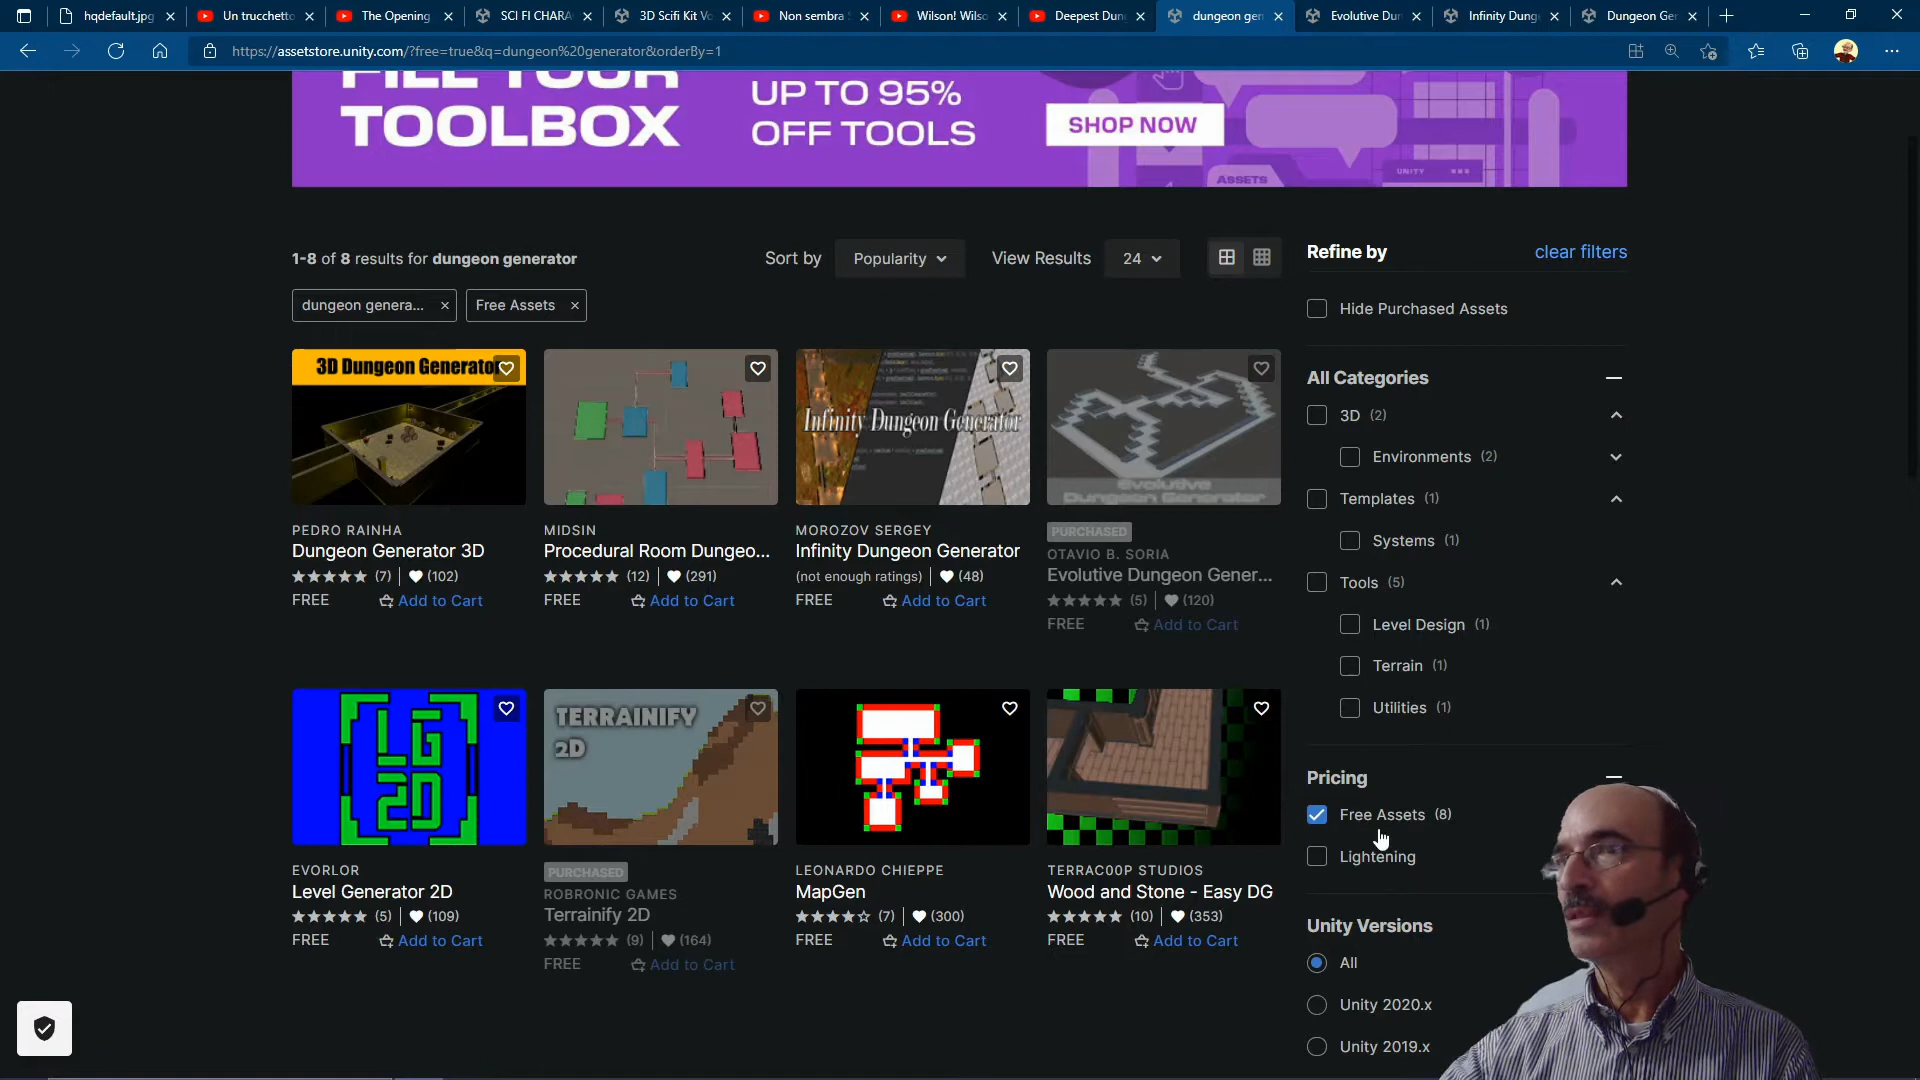 hqdefault.jpg
Un trucchetto
The Opening
SCI FI CHARA
3D Scifi Kit Vo
Non sembra
Wilson! Wilso
Deepest Dun
dungeon gen
Evolutive Dun
Infinity Dung
Dungeon Ge
https://assetstore.unity.com/?free=true&q=dungeon%20generator&orderBy=1
FILL YOUR
TOOLBOX
UP TO 95%
OFF TOOLS
SHOP NOW
ASSETS
UNITY
1-8 of 8 results for dungeon generator
Sort by
Popularity
View Results
24
dungeon genera...
Free Assets
3D Dungeon Generato
PEDRO RAINHA
Dungeon Generator 3D
(7) (102)
FREE
Add to Cart
MIDSIN
Procedural Room Dungeo...
(12) (291)
FREE
Add to Cart
Infinity Dungeon Generator
MOROZOV SERGEY
Infinity Dungeon Generator
(not enough ratings) (48)
FREE
Add to Cart
Evolutive
Dungeon Generator
PURCHASED
OTAVIO B. SORIA
Evolutive Dungeon Gener...
(5) (120)
FREE
Add to Cart
LG
2D
EVORLOR
Level Generator 2D
(5) (109)
FREE
Add to Cart
TERRAINIFY
2D
PURCHASED
ROBRONIC GAMES
Terrainify 2D
(9) (164)
FREE
Add to Cart
LEONARDO CHIEPPE
MapGen
(7) (300)
FREE
Add to Cart
TERRAC00P STUDIOS
Wood and Stone - Easy DG
(10) (353)
FREE
Add to Cart
Refine by
clear filters
Hide Purchased Assets
All Categories
3D (2)
Environments (2)
Templates (1)
Systems (1)
Tools (5)
Level Design (1)
Terrain (1)
Utilities (1)
Pricing
Free Assets (8)
Lightening
Unity Versions
All
Unity 2020.x
Unity 2019.x